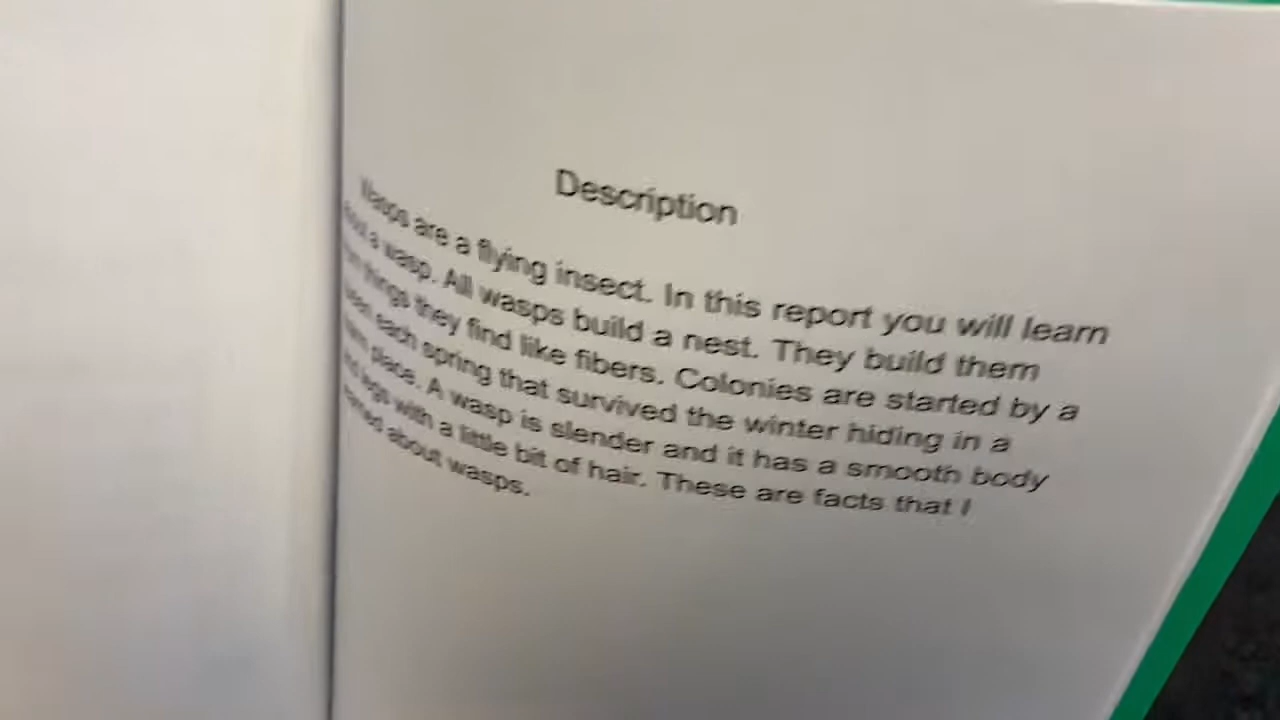 Description
Wasps are a flying insect. In this report you will learn
about a wasp. All wasps build a nest. They build them
from things they find like fibers. Colonies are started by a
queen each spring that survived the winter hiding in a
warm place. A wasp is slender and it has a smooth body
and legs with a little bit of hair. These are facts that I
learned about wasps.